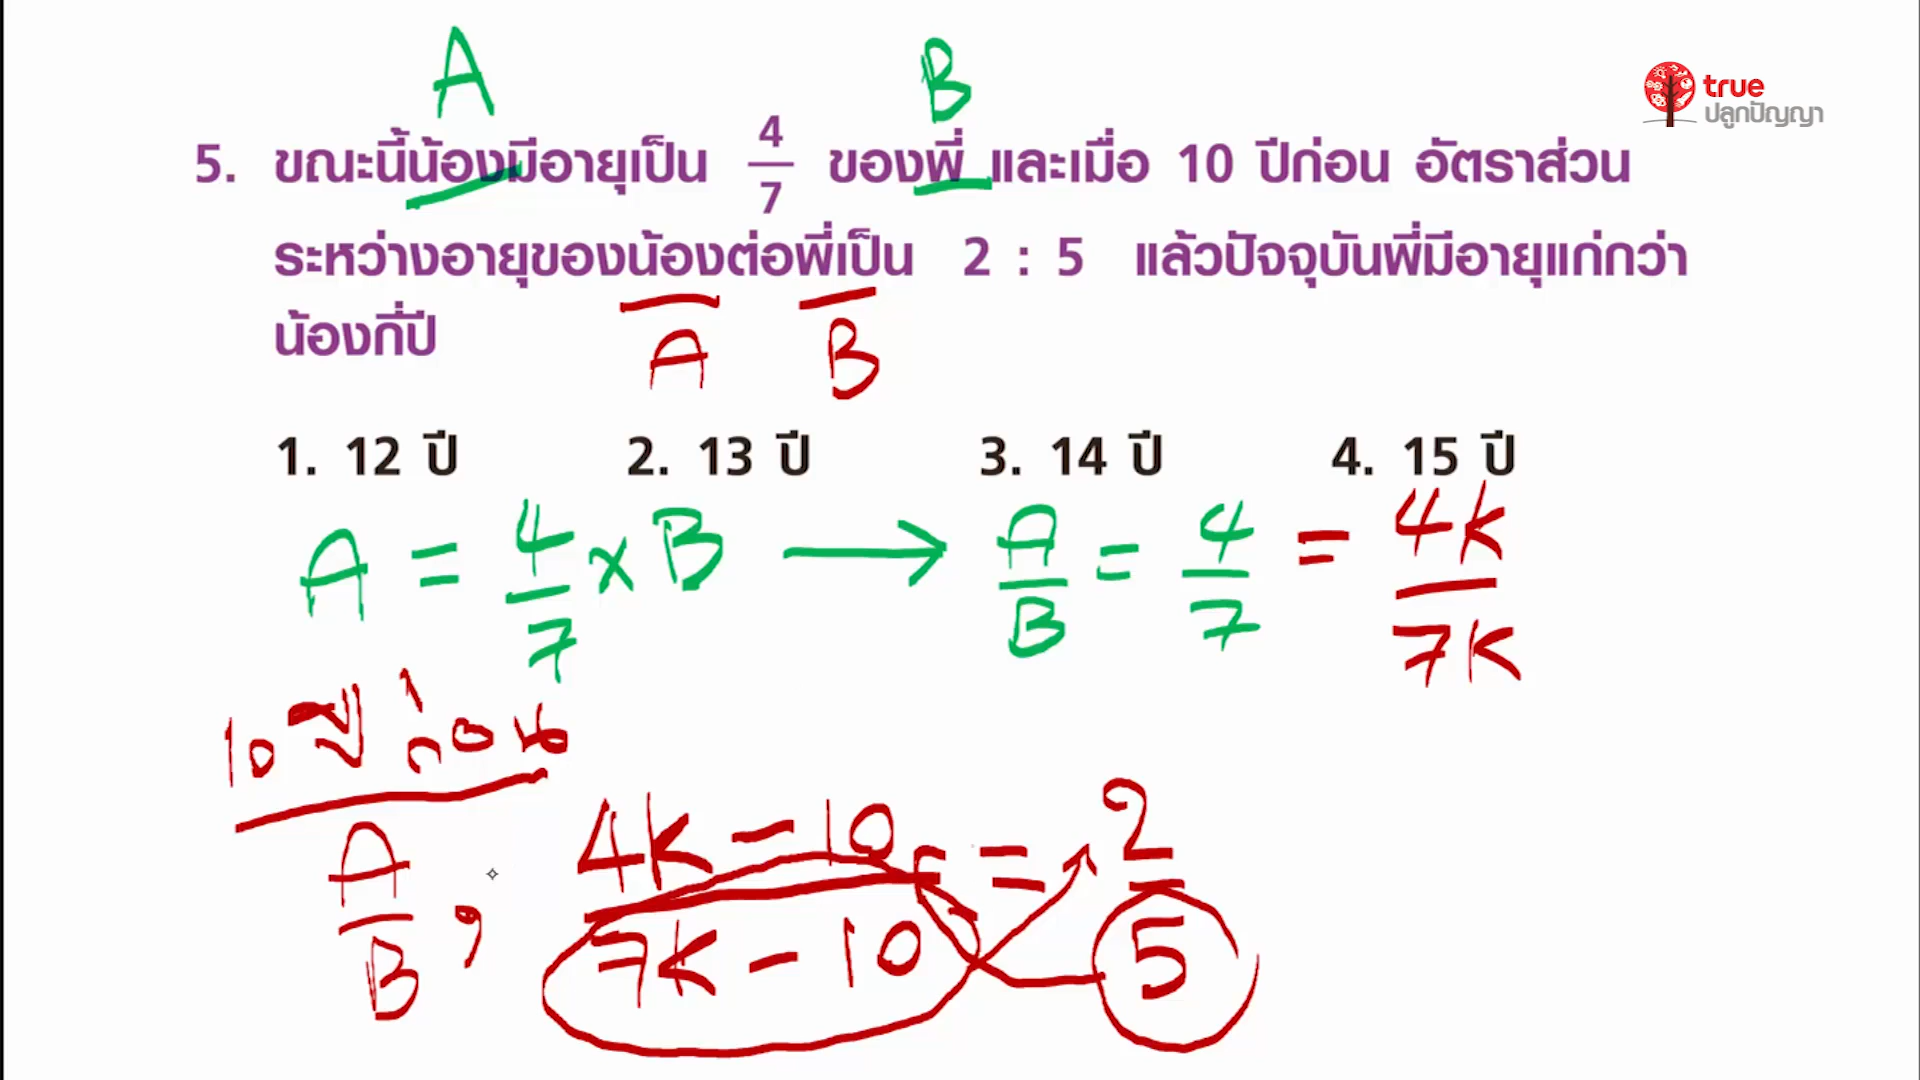 A B
true
ปลูกปัญญา
5. ขณะนี้น้องมีอายุเป็น 4/7 ของพี่ และเมื่อ 10 ปีก่อน อัตราส่วน
ระหว่างอายุของน้องต่อพี่เป็น 2 : 5 แล้วปัจจุบันพี่มีอายุแก่กว่า
น้องกี่ปี
A B
1. 12 ปี 2. 13 ปี 3. 14 ปี 4. 15 ปี
A = 4/7 x B → A/B = 4/7 = 4k/7k
10 ปี ก่อน
A/B , 4k - 10 / 7k - 10 = 2/5